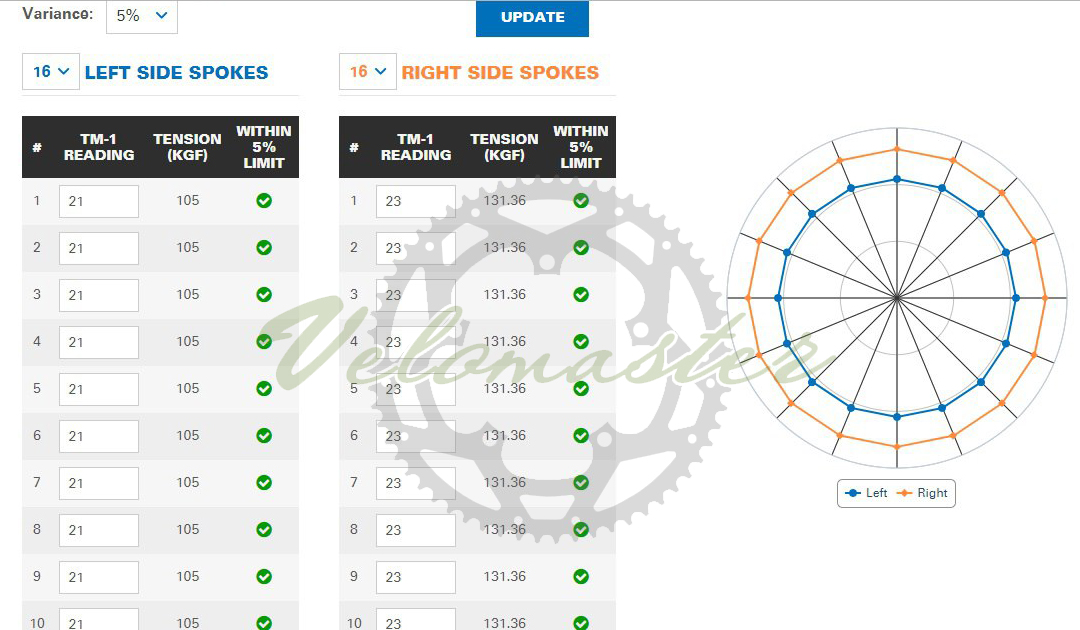 Variance: 5% UPDATE
16 LEFT SIDE SPOKES 16 RIGHT SIDE SPOKES
# TM-1 READING TENSION (KGF) WITHIN 5% LIMIT # TM-1 READING TENSION (KGF) WITHIN 5% LIMIT
1 21 105 1 23 131.36
2 21 105 2 23 131.36
3 21 105 3 23 131.36
4 21 105 4 23 131.36
5 21 105 5 23 131.36
6 21 105 6 23 131.36
7 21 105 7 23 131.36
8 21 105 8 23 131.36
9 21 105 9 23 131.36
10 21 105 10 23 131.36
Left Right
Velomaster